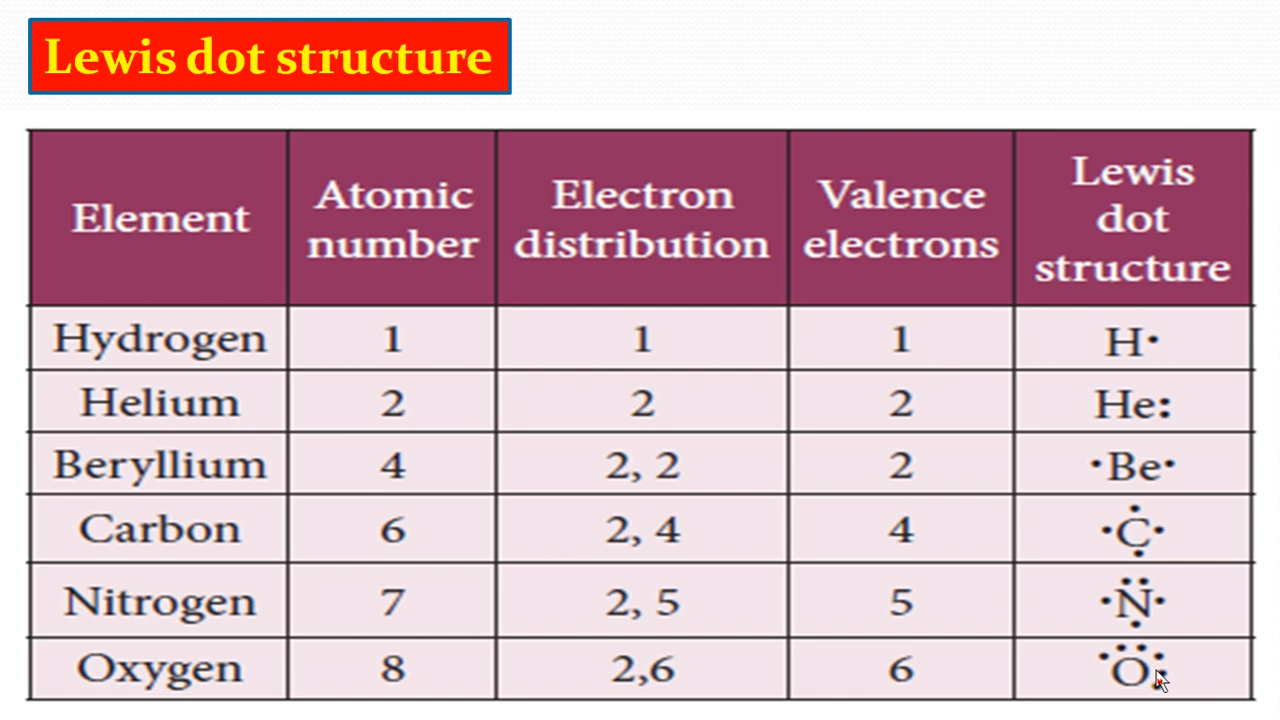 Lewis dot structure
Element Atomic number Electron distribution Valence electrons Lewis dot structure
Hydrogen 1 1 1 H·
Helium 2 2 2 He:
Beryllium 4 2, 2 2 ·Be·
Carbon 6 2, 4 4 ·C·
Nitrogen 7 2, 5 5 ·N·
Oxygen 8 2,6 6 O